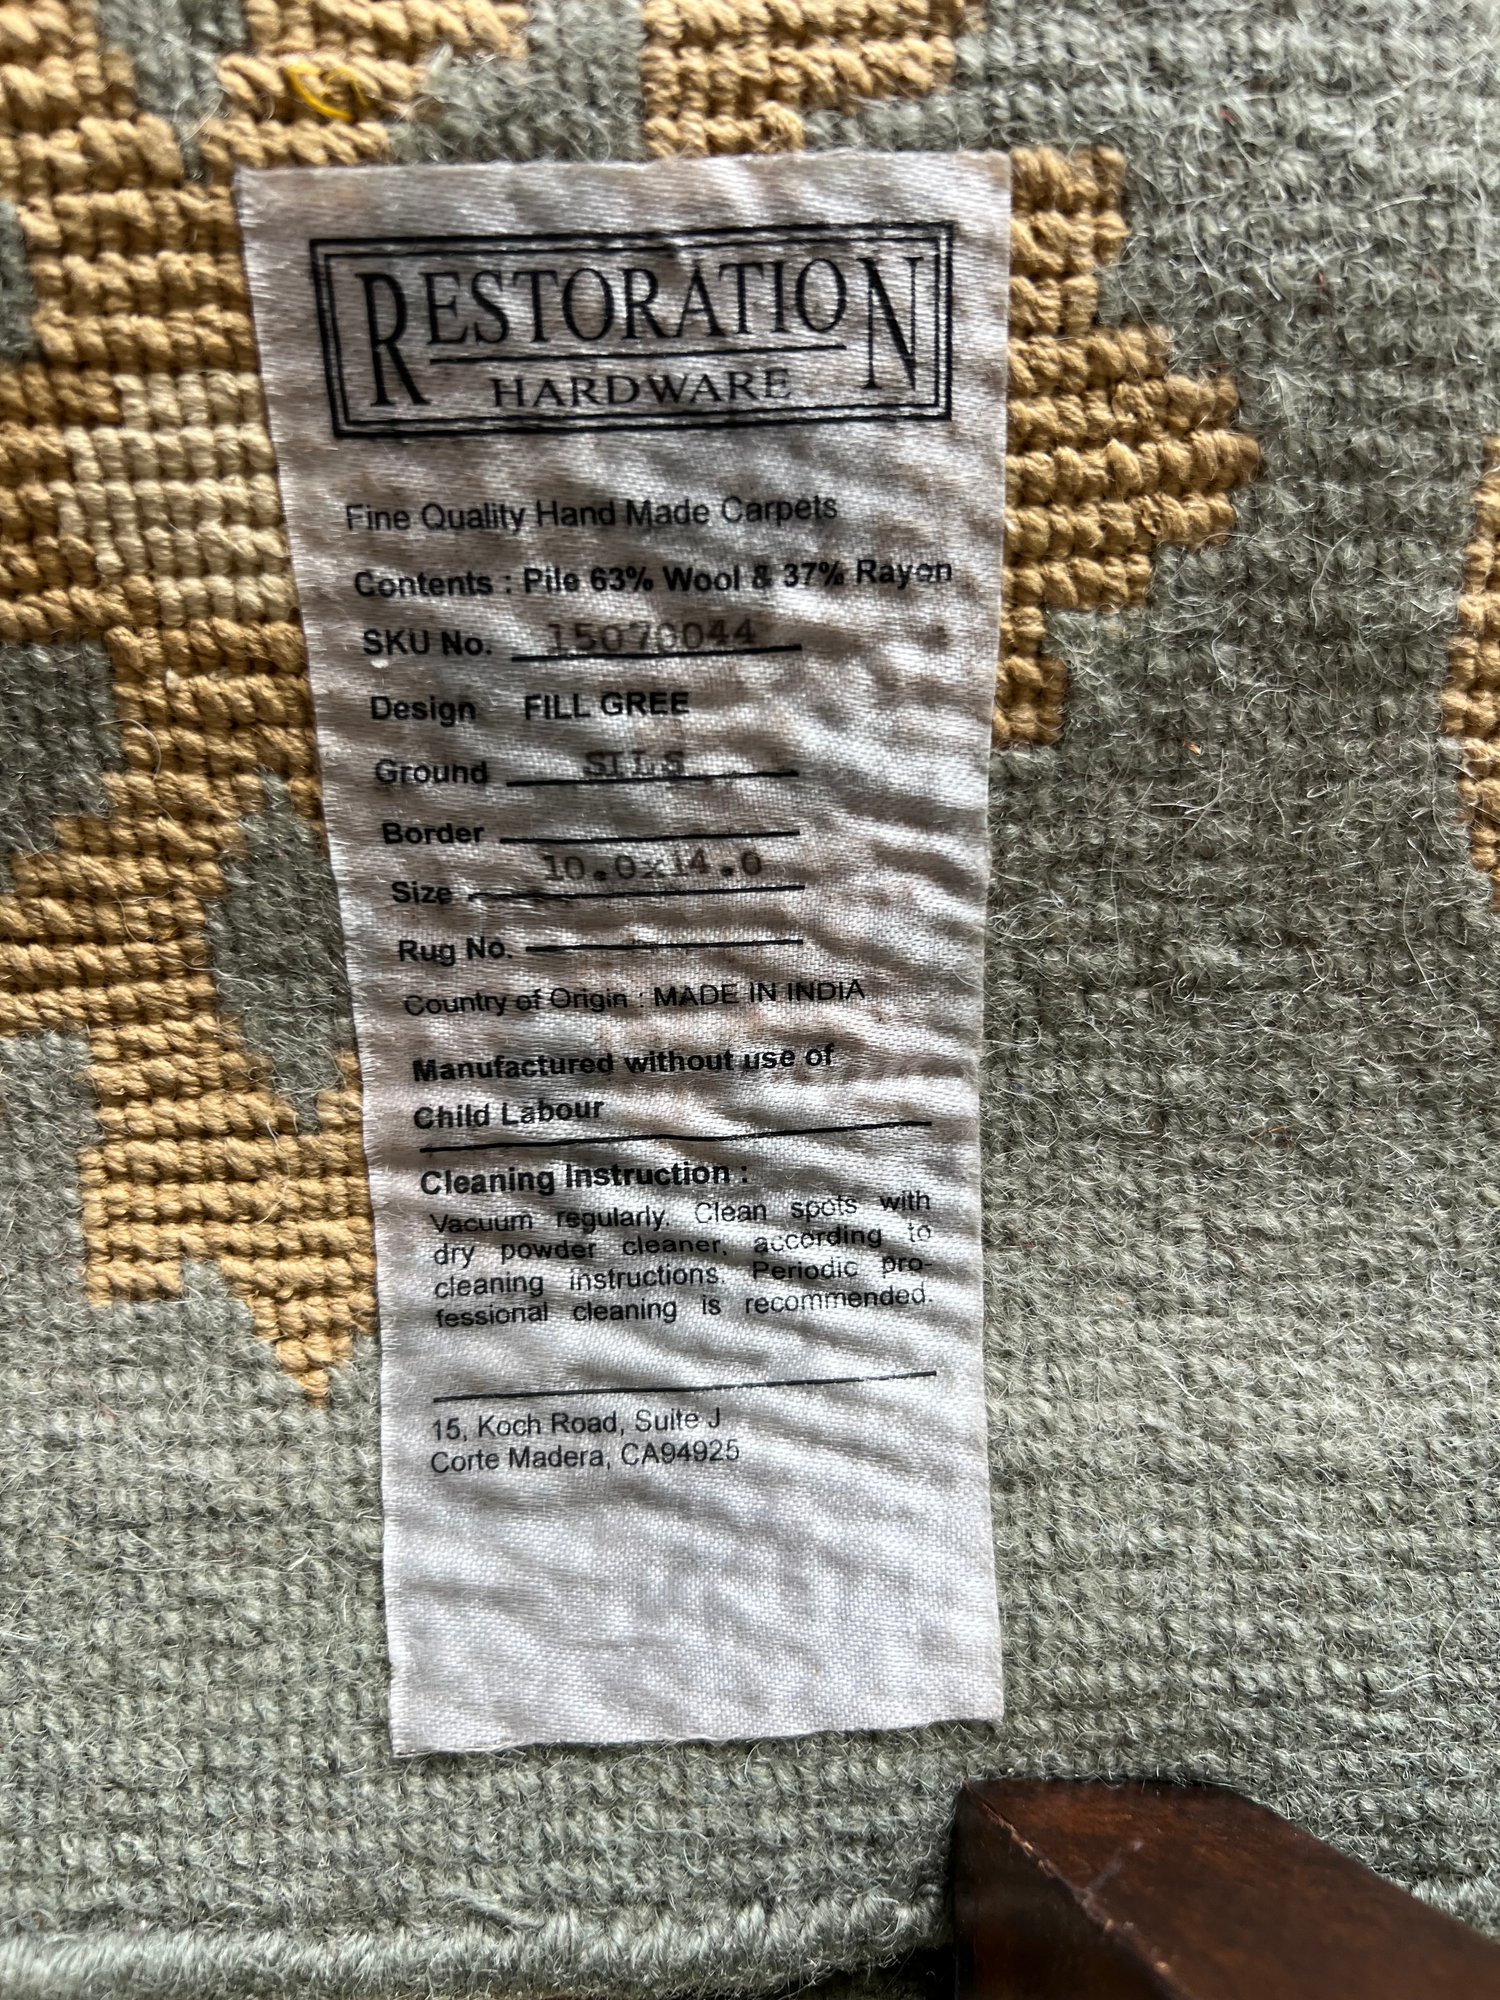 RESTORATION
HARDWARE
Fine Quality Hand Made Carpets
Contents : Pile 63% Wool & 37% Rayon
SKU No. 15070044
Design FILL GREE
Ground SILS
Border
Size 10.0x14.0
Rug No.
Country of Origin : MADE IN INDIA
Manufactured without use of
Child Labour
Cleaning Instruction :
Vacuum regularly. Clean spots with
dry powder cleaner, according to
cleaning instructions. Periodic pro-
fessional cleaning is recommended.
15, Koch Road, Suite J
Corte Madera, CA94925